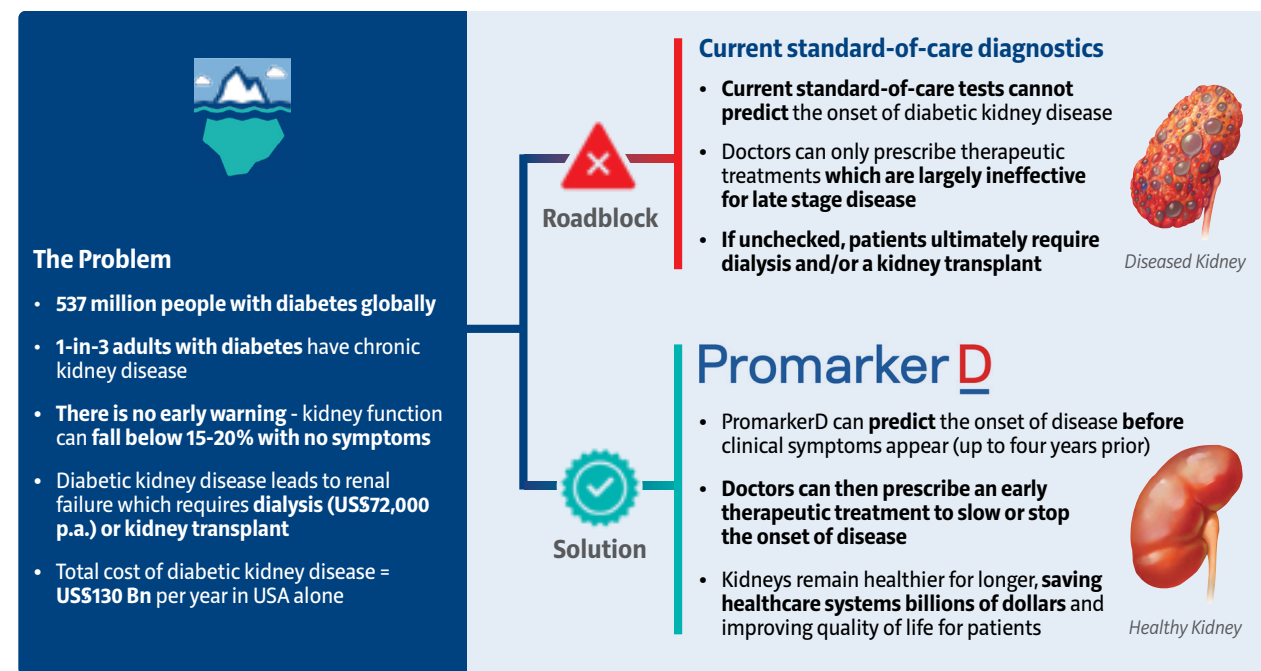 The Problem
• 537 million people with diabetes globally
• 1-in-3 adults with diabetes have chronic
kidney disease
• There is no early warning - kidney function
can fall below 15-20% with no symptoms
• Diabetic kidney disease leads to renal
failure which requires dialysis (US$72,000
p.a.) or kidney transplant
• Total cost of diabetic kidney disease =
US$130 Bn per year in USA alone
Roadblock
Current standard-of-care diagnostics
• Current standard-of-care tests cannot
predict the onset of diabetic kidney disease
• Doctors can only prescribe therapeutic
treatments which are largely ineffective
for late stage disease
• If unchecked, patients ultimately require
dialysis and/or a kidney transplant
Diseased Kidney
Solution
PromarkerD
• PromarkerD can predict the onset of disease before
clinical symptoms appear (up to four years prior)
• Doctors can then prescribe an early
therapeutic treatment to slow or stop
the onset of disease
• Kidneys remain healthier for longer, saving
healthcare systems billions of dollars and
improving quality of life for patients
Healthy Kidney